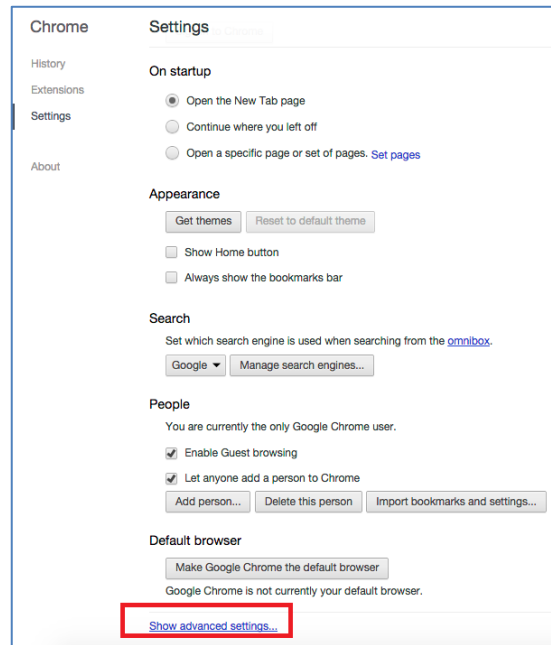 Chrome
Settings
History
Extensions
Settings
About
On startup
Open the New Tab page
Continue where you left off
Open a specific page or set of pages. Set pages
Appearance
Get themes Reset to default theme
Show Home button
Always show the bookmarks bar
Search
Set which search engine is used when searching from the omnibox.
Google Manage search engines...
People
You are currently the only Google Chrome user.
Enable Guest browsing
Let anyone add a person to Chrome
Add person... Delete this person Import bookmarks and settings...
Default browser
Make Google Chrome the default browser
Google Chrome is not currently your default browser.
Show advanced settings...